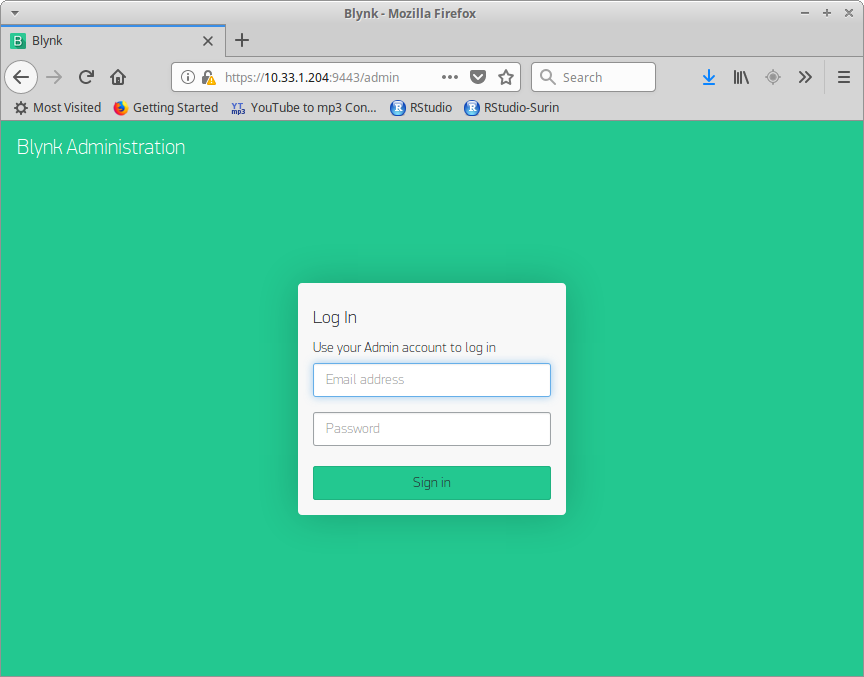 Blynk - Mozilla Firefox
B Blynk
https://10.33.1.204:9443/admin
Search
Most Visited Getting Started YT mp3 YouTube to mp3 Con... R RStudio R RStudio-Surin
Blynk Administration
Log In
Use your Admin account to log in
Email address
Password
Sign in